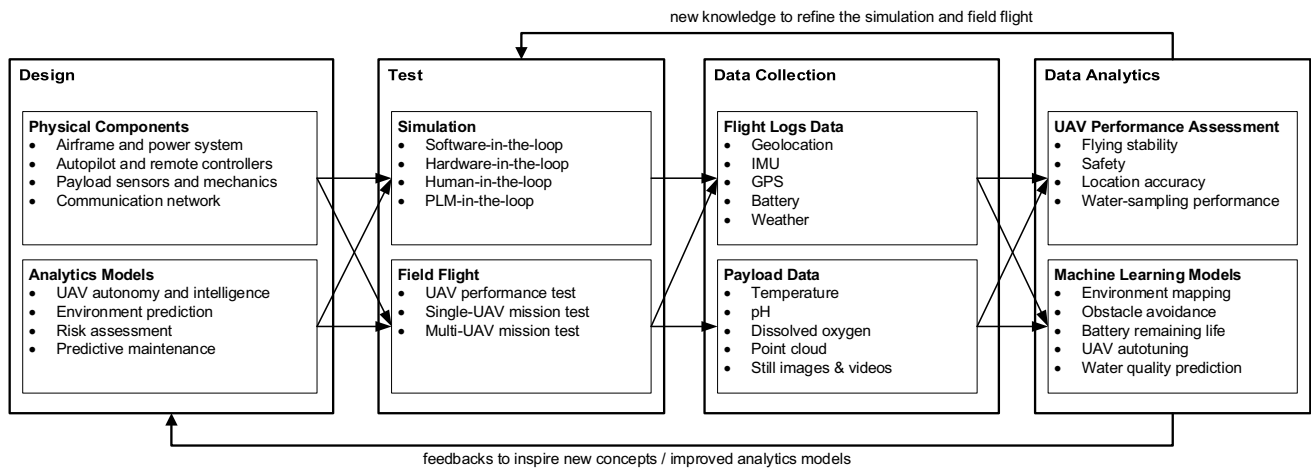 new knowledge to refine the simulation and field flight
Design
Physical Components
• Airframe and power system
• Autopilot and remote controllers
• Payload sensors and mechanics
• Communication network
Analytics Models
• UAV autonomy and intelligence
• Environment prediction
• Risk assessment
• Predictive maintenance
Test
Simulation
• Software-in-the-loop
• Hardware-in-the-loop
• Human-in-the-loop
• PLM-in-the-loop
Field Flight
• UAV performance test
• Single-UAV mission test
• Multi-UAV mission test
Data Collection
Flight Logs Data
• Geolocation
• IMU
• GPS
• Battery
• Weather
Payload Data
• Temperature
• pH
• Dissolved oxygen
• Point cloud
• Still images & videos
Data Analytics
UAV Performance Assessment
• Flying stability
• Safety
• Location accuracy
• Water-sampling performance
Machine Learning Models
• Environment mapping
• Obstacle avoidance
• Battery remaining life
• UAV autotuning
• Water quality prediction
feedbacks to inspire new concepts / improved analytics models